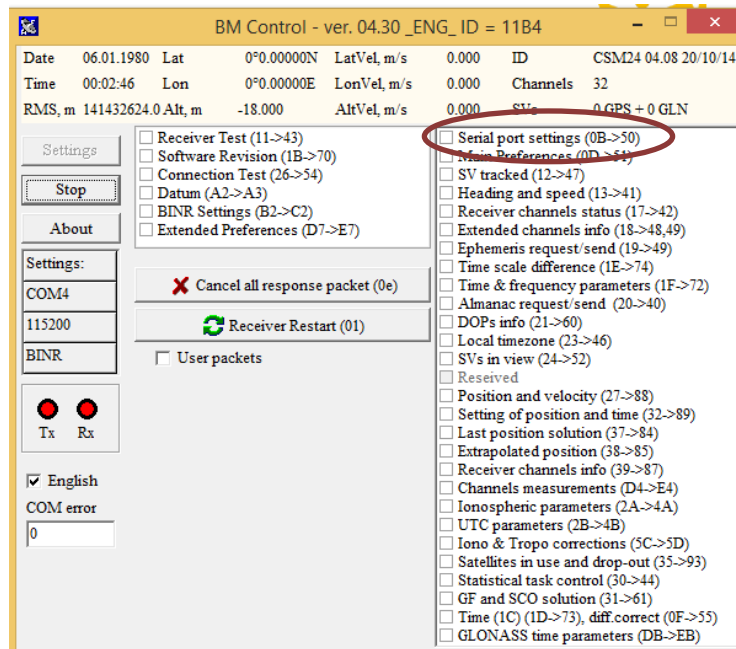 BM Control - ver. 04.30 _ENG_ ID = 11B4
Date 06.01.1980 Lat 0°0.00000N LatVel, m/s 0.000 ID CSM24 04.08 20/10/14
Time 00:02:46 Lon 0°0.00000E LonVel, m/s 0.000 Channels 32
RMS, m 141432624.0 Alt, m -18.000 AltVel, m/s 0.000 SVs 0 GPS + 0 GLN
Settings
Stop
About
Settings:
COM4
115200
BINR
Tx Rx
English
COM error
0
Receiver Test (11->43)
Software Revision (1B->70)
Connection Test (26->54)
Datum (A2->A3)
BINR Settings (B2->C2)
Extended Preferences (D7->E7)
Cancel all response packet (0e)
Receiver Restart (01)
User packets
Serial port settings (0B->50)
Main Preferences (0D->51)
SV tracked (12->47)
Heading and speed (13->41)
Receiver channels status (17->42)
Extended channels info (18->48,49)
Ephemeris request/send (19->49)
Time scale difference (1E->74)
Time & frequency parameters (1F->72)
Almanac request/send (20->40)
DOPs info (21->60)
Local timezone (23->46)
SVs in view (24->52)
Reseived
Position and velocity (27->88)
Setting of position and time (32->89)
Last position solution (37->84)
Extrapolated position (38->85)
Receiver channels info (39->87)
Channels measurements (D4->E4)
Ionospheric parameters (2A->4A)
UTC parameters (2B->4B)
Iono & Tropo corrections (5C->5D)
Satellites in use and drop-out (35->93)
Statistical task control (30->44)
GF and SCO solution (31->61)
Time (1C) (1D->73), diff.correct (0F->55)
GLONASS time parameters (DB->EB)